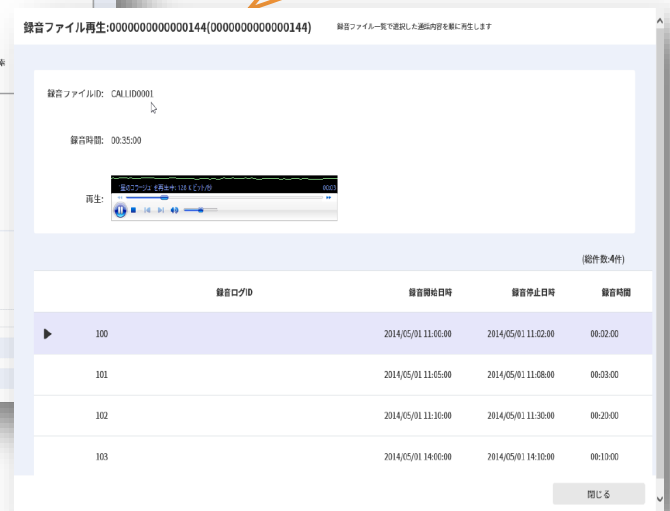 録音ファイル再生:0000000000000144(0000000000000144) 録音ファイル一覧で選択した通話内容を順に再生します
録音ファイルID: CALLID0001
録音時間: 00:35:00
再生:
00:03
(総件数:4件)
録音ログID 録音開始日時 録音停止日時 録音時間
100 2014/05/01 11:00:00 2014/05/01 11:02:00 00:02:00
101 2014/05/01 11:05:00 2014/05/01 11:08:00 00:03:00
102 2014/05/01 11:10:00 2014/05/01 11:30:00 00:20:00
103 2014/05/01 14:00:00 2014/05/01 14:10:00 00:10:00
閉じる